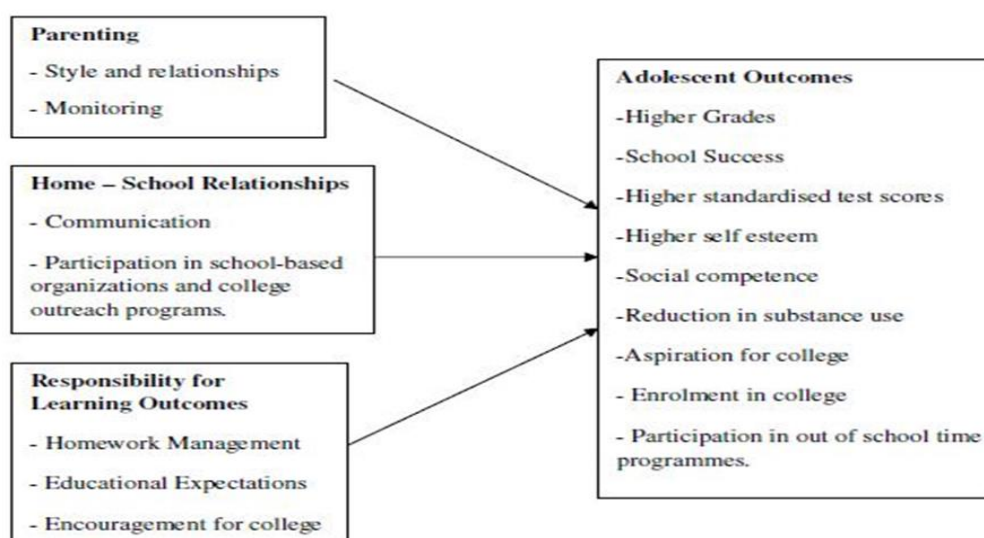 Parenting
- Style and relationships
- Monitoring
Home – School Relationships
- Communication
- Participation in school-based
organizations and college
outreach programs.
Responsibility for
Learning Outcomes
- Homework Management
- Educational Expectations
- Encouragement for college
Adolescent Outcomes
-Higher Grades
-School Success
-Higher standardised test scores
-Higher self esteem
-Social competence
-Reduction in substance use
-Aspiration for college
- Enrolment in college
- Participation in out of school time
programmes.